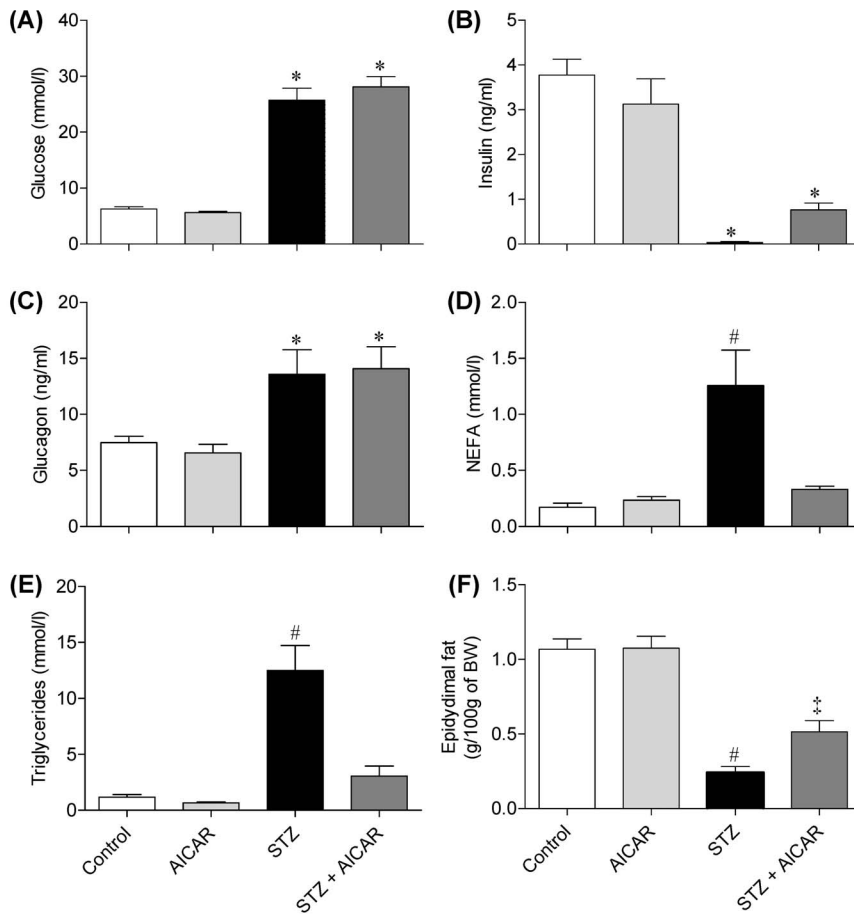 (A)
Glucose (mmol/l)
40
30
20
10
0
*
*
(B)
Insulin (ng/ml)
5
4
3
2
1
0
*
*
(C)
Glucagon (ng/ml)
20
15
10
5
0
*
*
(D)
NEFA (mmol/l)
2.0
1.5
1.0
0.5
0.0
#
(E)
Triglycerides (mmol/l)
20
15
10
5
0
#
Control
AICAR
STZ
STZ + AICAR
(F)
Epidydimal fat
(g/100g of BW)
1.5
1.0
0.5
0.0
#
‡
Control
AICAR
STZ
STZ + AICAR